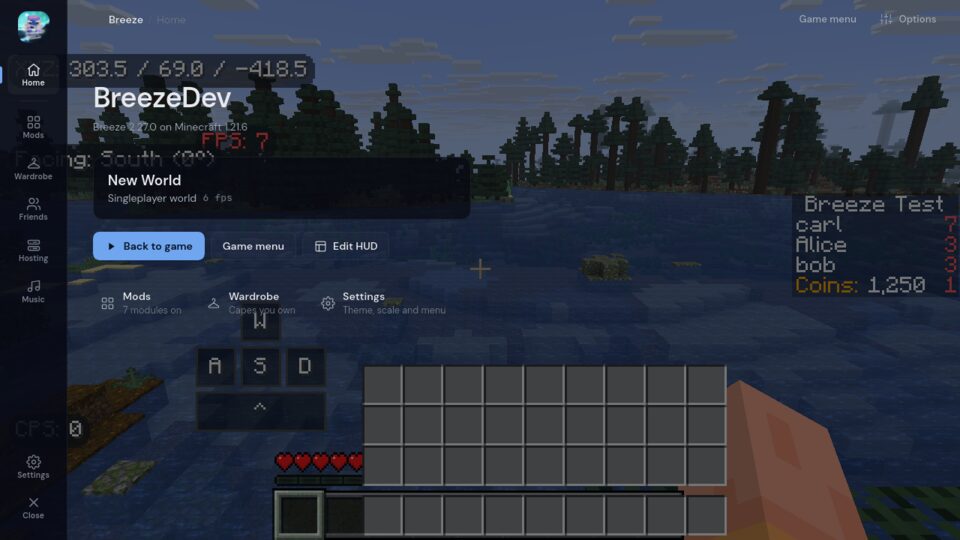 Breeze / Home
Game menu
Options
XYZ: 303.5 / 69.0 / -418.5
Home
BreezeDev
Breeze 2.27.0 on Minecraft 1.21.6
FPS: 7
Mods
Facing: South (0°)
Wardrobe
New World
Singleplayer world 6 fps
Friends
Breeze Test
carl 7
Alice 3
bob 3
Coins: 1,250 1
Hosting
Back to game
Game menu
Edit HUD
Music
Mods
7 modules on
Wardrobe
Capes you own
Settings
Theme, scale and menu
W
A S D
^
CPS: 0
Settings
Close